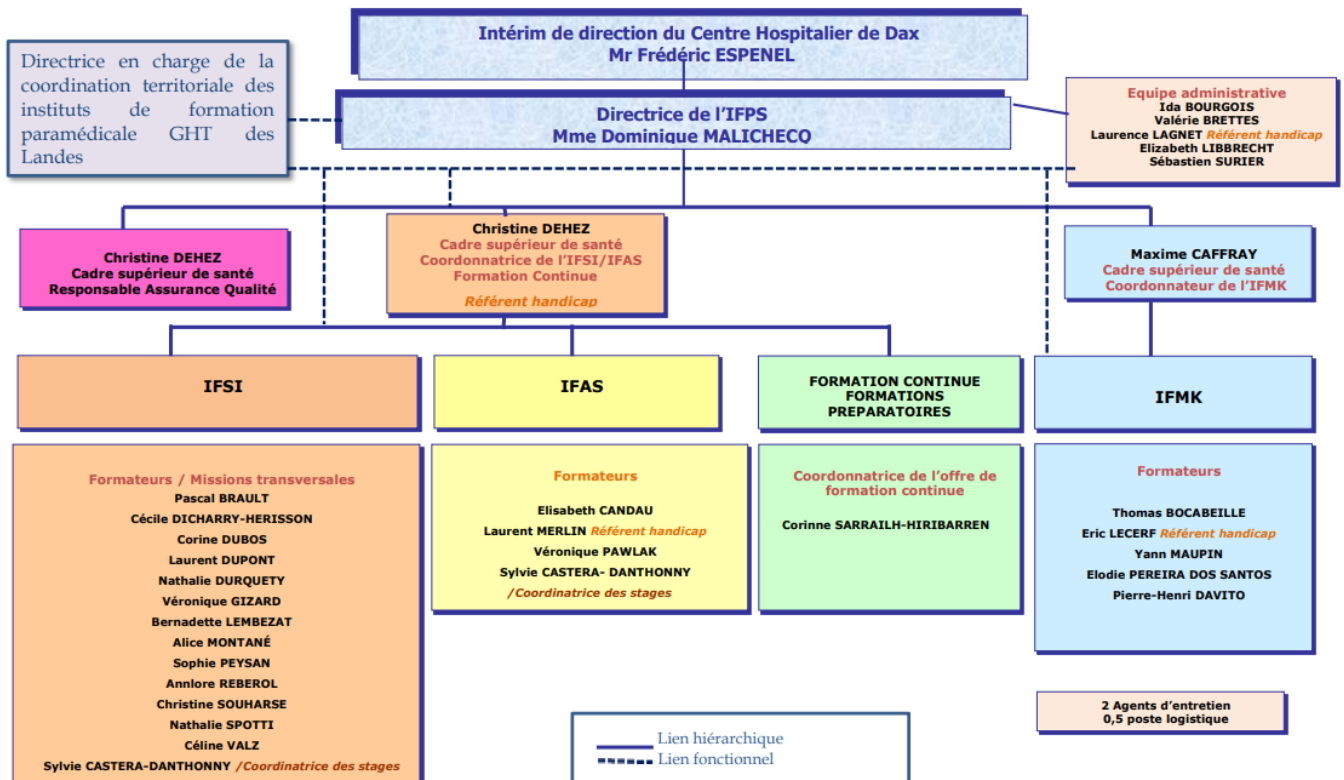 Intérim de direction du Centre Hospitalier de Dax
Mr Frédéric ESPENEL
Directrice en charge de la
coordination territoriale des
instituts de formation
paramédicale GHT des
Landes
Directrice de l'IFPS
Mme Dominique MALICHECQ
Equipe administrative
Ida BOURGOIS
Valérie BRETTES
Laurence LAGNET Référent handicap
Elizabeth LIBBRECHT
Sébastien SURIER
Christine DEHEZ
Cadre supérieur de santé
Responsable Assurance Qualité
Christine DEHEZ
Cadre supérieur de santé
Coordonnatrice de l'IFSI/IFAS
Formation Continue
Référent handicap
Maxime CAFFRAY
Cadre supérieur de santé
Coordonnateur de l'IFMK
IFSI
IFAS
FORMATION CONTINUE
FORMATIONS
PREPARATOIRES
IFMK
Formateurs / Missions transversales
Pascal BRAULT
Cécile DICHARRY-HERISSON
Corine DUBOS
Laurent DUPONT
Nathalie DURQUETY
Véronique GIZARD
Bernadette LEMBEZAT
Alice MONTANÉ
Sophie PEYSAN
Annlore REBEROL
Christine SOUHARSE
Nathalie SPOTTI
Céline VALZ
Sylvie CASTERA-DANTHONNY /Coordinatrice des stages
Formateurs
Elisabeth CANDAU
Laurent MERLIN Référent handicap
Véronique PAWLAK
Sylvie CASTERA- DANTHONNY
/Coordinatrice des stages
Coordonnatrice de l'offre de
formation continue
Corinne SARRAILH-HIRIBARREN
Formateurs
Thomas BOCABEILLE
Eric LECERF Référent handicap
Yann MAUPIN
Elodie PEREIRA DOS SANTOS
Pierre-Henri DAVITO
2 Agents d'entretien
0,5 poste logistique
Lien hiérarchique
Lien fonctionnel